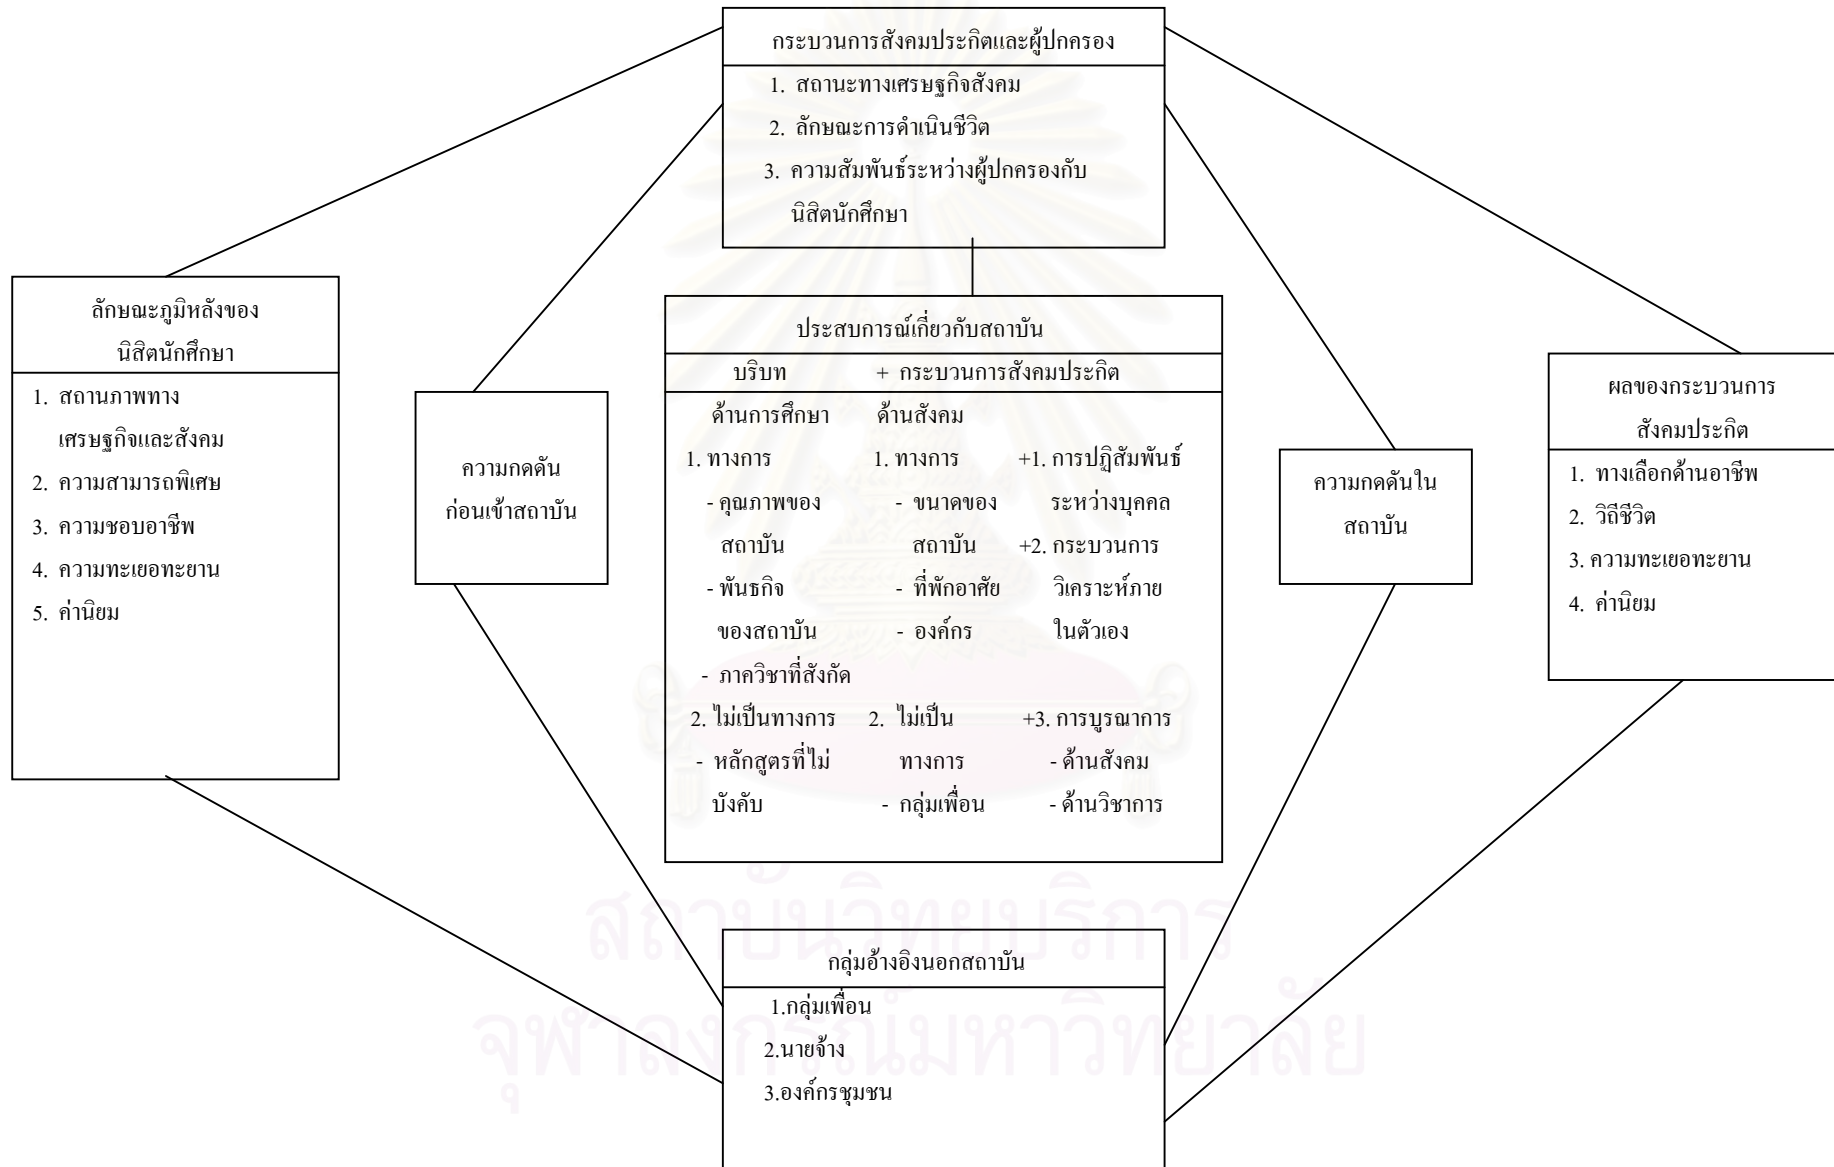 กระบวนการสังคมประกิตและผู้ปกครอง
1. สถานะทางเศรษฐกิจสังคม
2. ลักษณะการดำเนินชีวิต
3. ความสัมพันธ์ระหว่างผู้ปกครองกับ
นิสิตนักศึกษา
ลักษณะภูมิหลังของ
นิสิตนักศึกษา
1. สถานภาพทาง
เศรษฐกิจและสังคม
2. ความสามารถพิเศษ
3. ความชอบอาชีพ
4. ความทะเยอทะยาน
5. ค่านิยม
ความกดดัน
ก่อนเข้าสถาบัน
ประสบการณ์เกี่ยวกับสถาบัน
บริบท + กระบวนการสังคมประกิต
ด้านการศึกษา ด้านสังคม
1. ทางการ 1. ทางการ +1. การปฏิสัมพันธ์
- คุณภาพของ - ขนาดของ ระหว่างบุคคล
สถาบัน สถาบัน +2. กระบวนการ
- พันธกิจ - ที่พักอาศัย วิเคราะห์ภาย
ของสถาบัน - องค์กร ในตัวเอง
- ภาควิชาที่สังกัด
2. ไม่เป็นทางการ 2. ไม่เป็น +3. การบูรณาการ
- หลักสูตรที่ไม่ ทางการ - ด้านสังคม
บังคับ - กลุ่มเพื่อน - ด้านวิชาการ
ความกดดันใน
สถาบัน
ผลของกระบวนการ
สังคมประกิต
1. ทางเลือกด้านอาชีพ
2. วิถีชีวิต
3. ความทะเยอทะยาน
4. ค่านิยม
กลุ่มอ้างอิงนอกสถาบัน
1.กลุ่มเพื่อน
2.นายจ้าง
3.องค์กรชุมชน
สถาบันวิทยบริการ
จุฬาลงกรณ์มหาวิทยาลัย